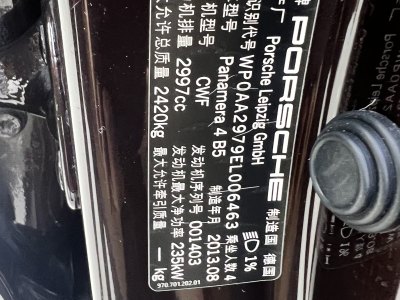 牌 PORSCHE 制造国 德国
厂 Porsche Leipzig GmbH 1%
识别代号 WP0AA2979EL006463 乘坐人数 4
型号 Panamera 4 B5 制造年月 2013.08
机型号 CWF 发动机序列号 001403
机排量 2997cc 发动机最大净功率 235kW
大允许总质量 2420kg 最大允许牵引质量 — kg
970.701.202.01